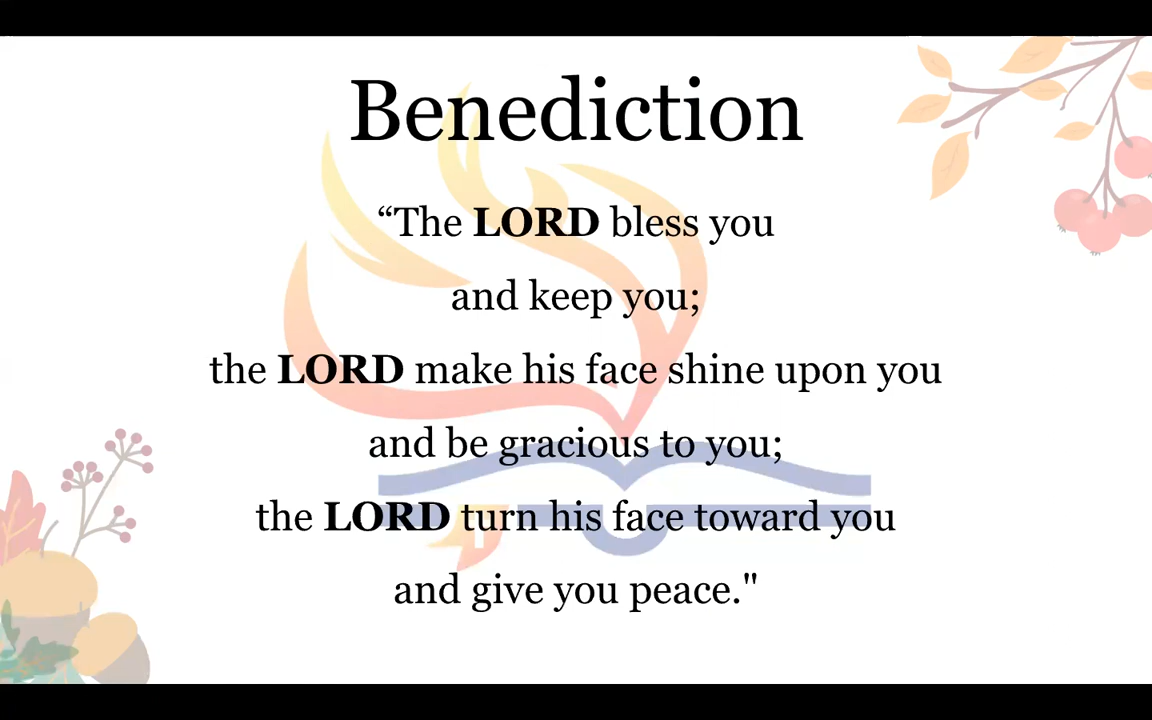 Benediction
“The LORD bless you
and keep you;
the LORD make his face shine upon you
and be gracious to you;
the LORD turn his face toward you
and give you peace."